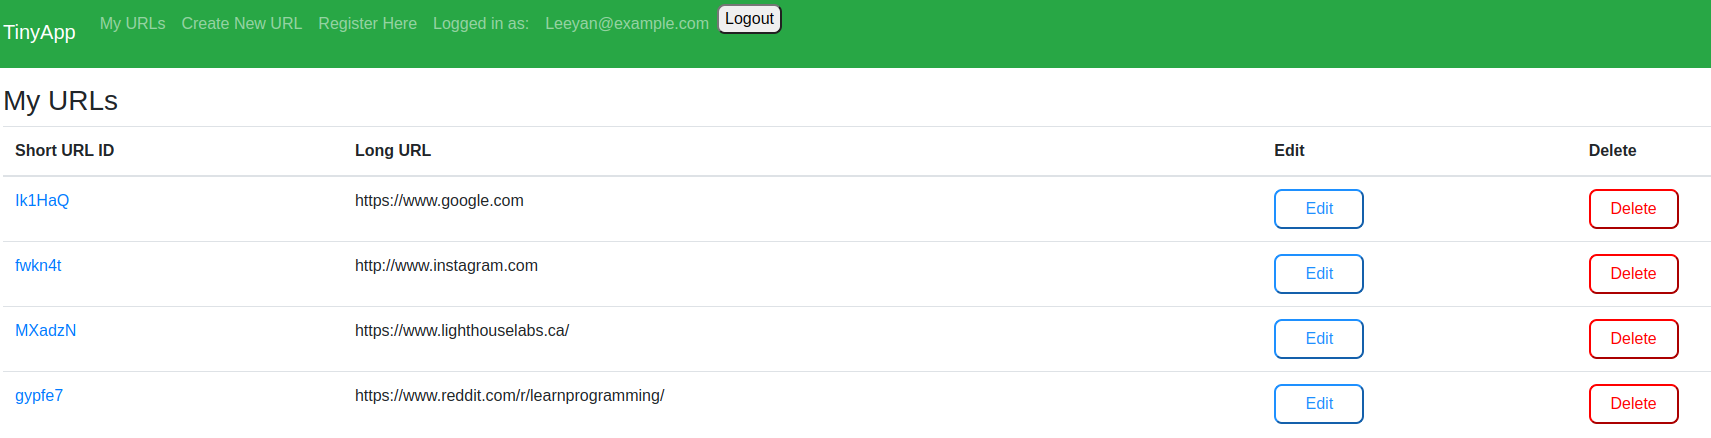 TinyApp My URLs Create New URL Register Here Logged in as: Leeyan@example.com Logout
My URLs
Short URL ID Long URL Edit Delete
Ik1HaQ https://www.google.com Edit Delete
fwkn4t http://www.instagram.com Edit Delete
MXadzN https://www.lighthouselabs.ca/ Edit Delete
gypfe7 https://www.reddit.com/r/learnprogramming/ Edit Delete